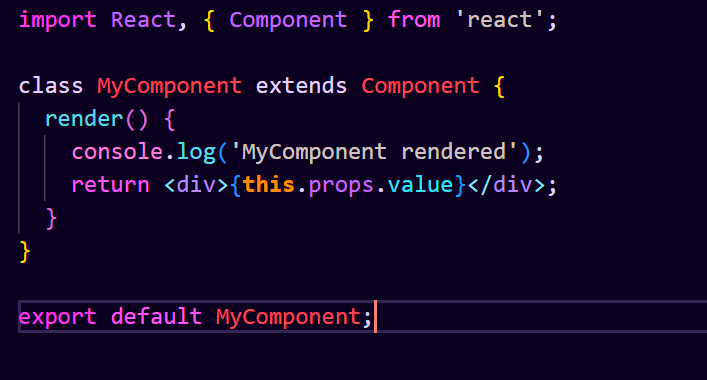 import React, { Component } from 'react';
class MyComponent extends Component {
render() {
console.log('MyComponent rendered');
return <div>{this.props.value}</div>;
}
}
export default MyComponent;